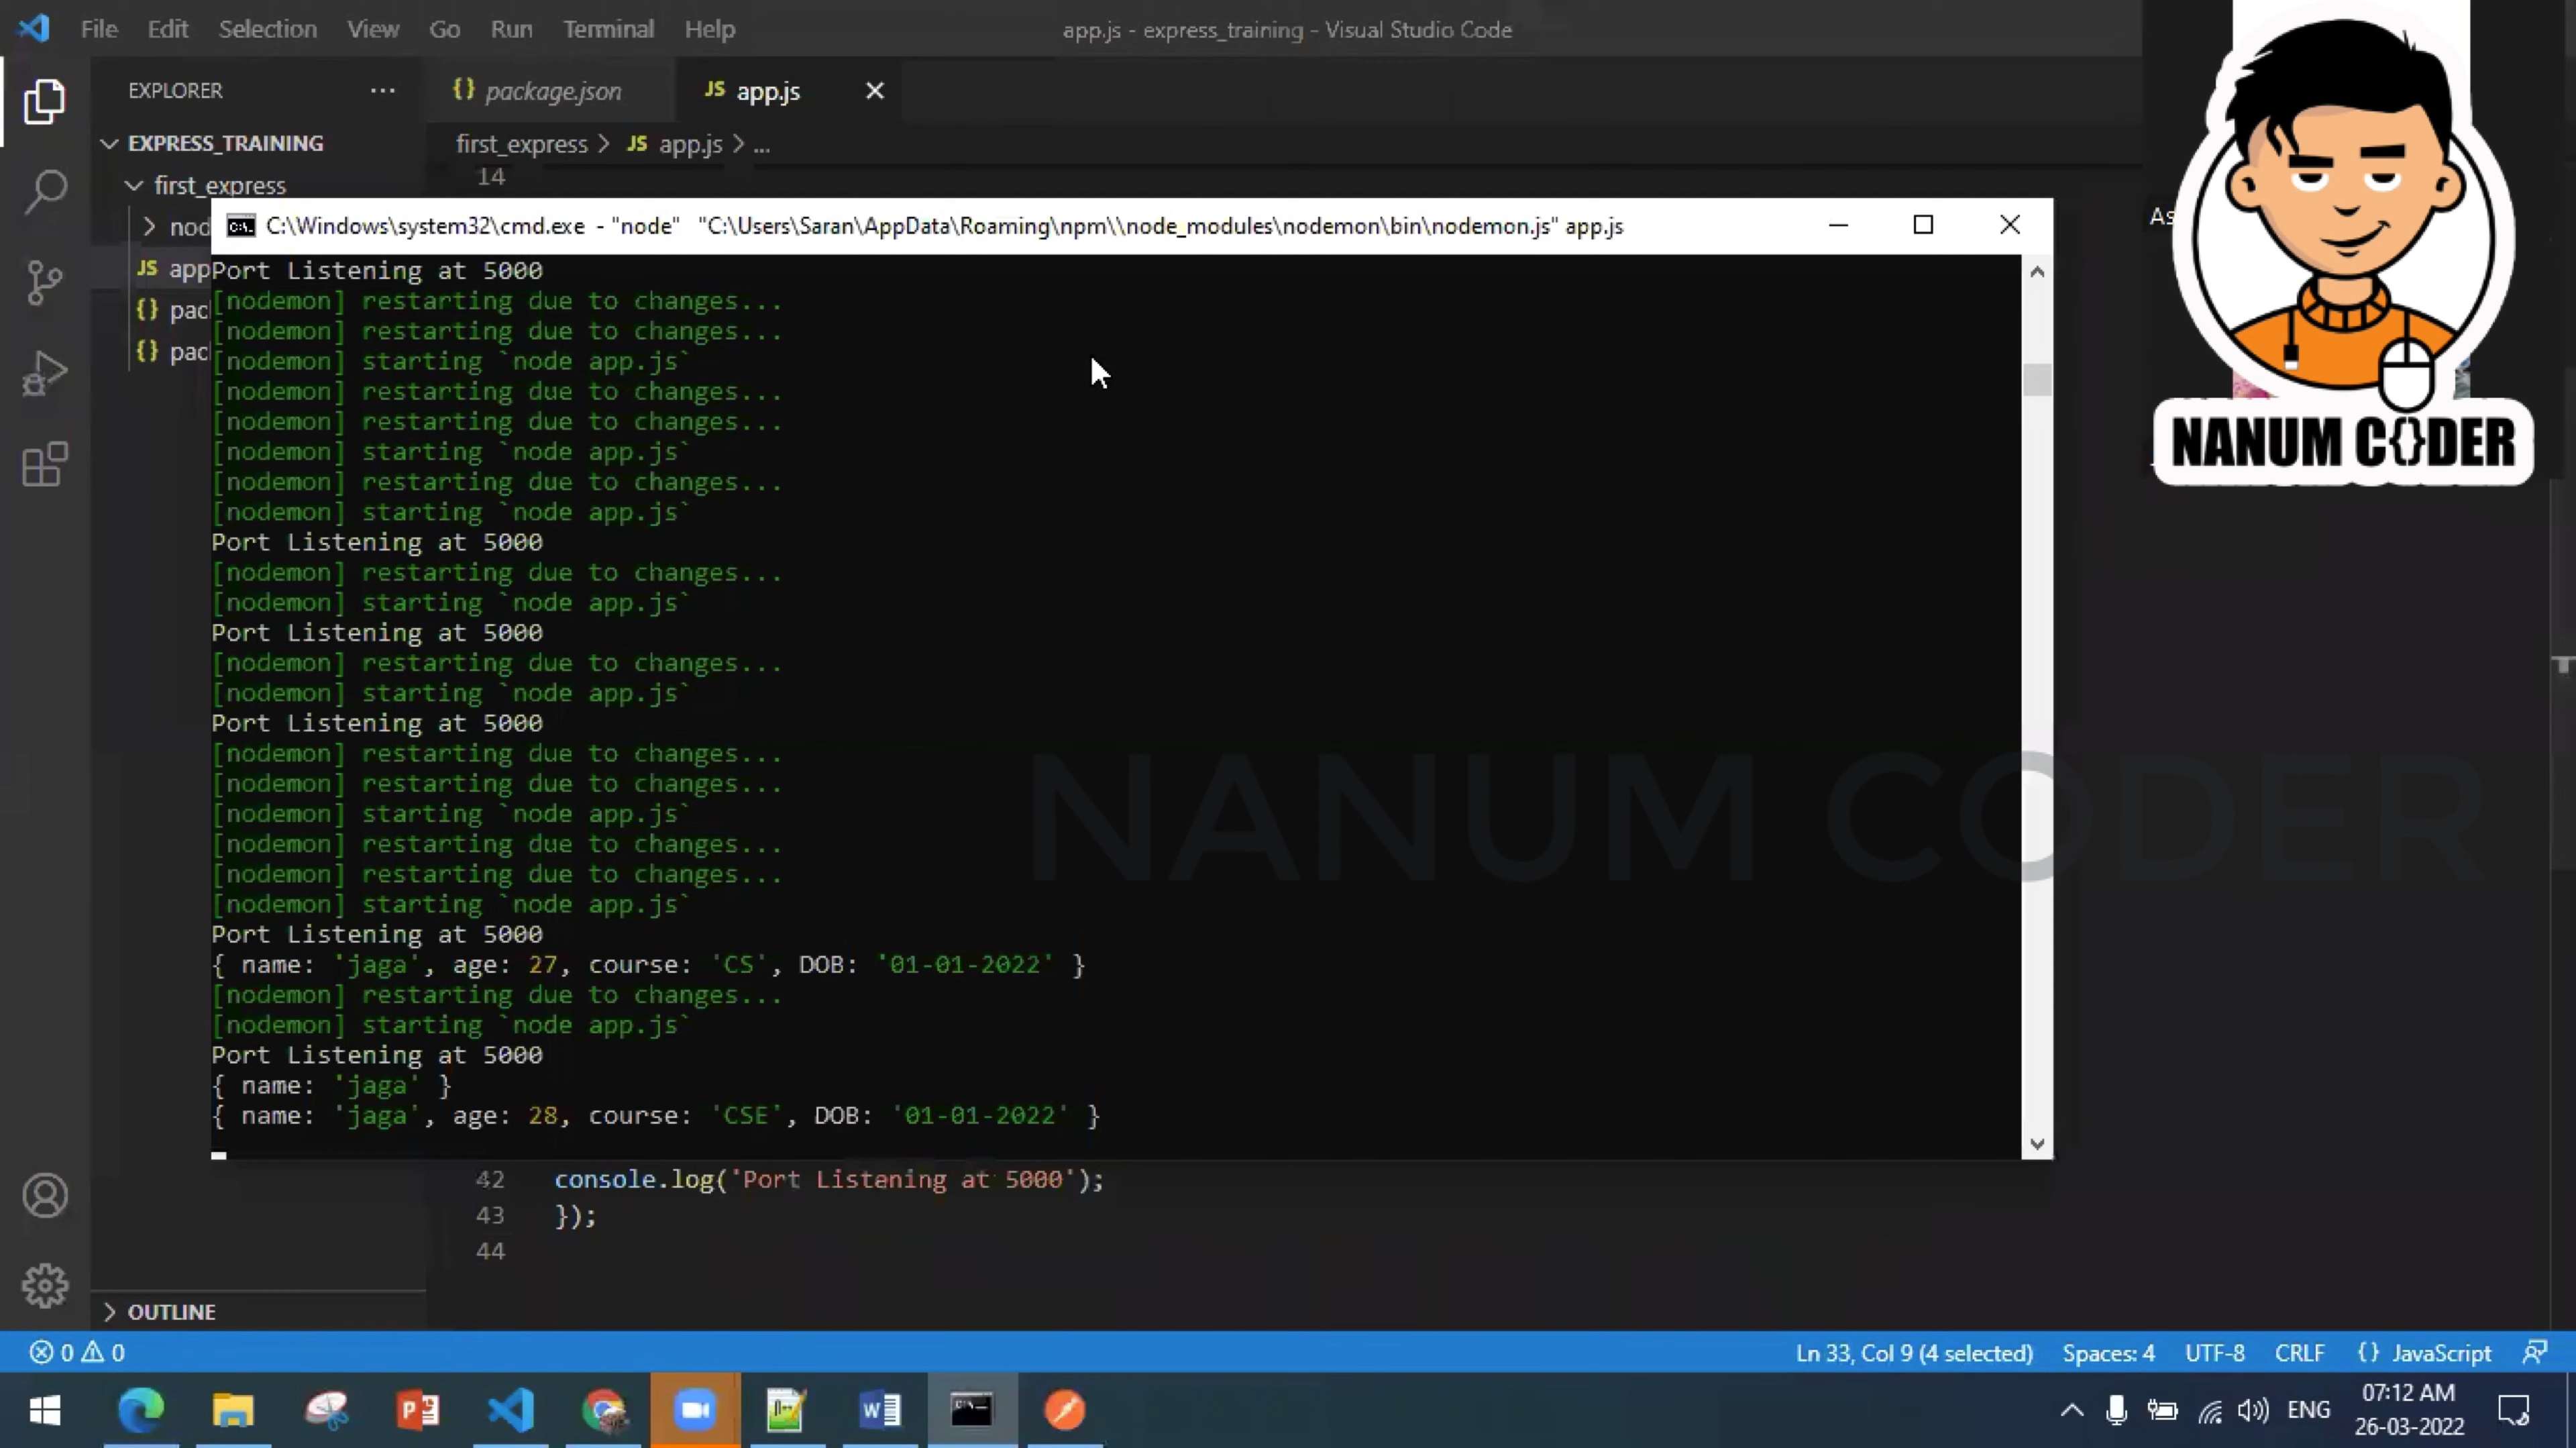 File Edit Selection View Go Run Terminal Help
app.js - express_training - Visual Studio Code
EXPLORER
package.json
JS app.js
EXPRESS_TRAINING
first_express > JS app.js > ...
14
first_express
nod
JS app
{} pac
{} pac
C:\Windows\system32\cmd.exe - "node" "C:\Users\Saran\AppData\Roaming\npm\\node_modules\nodemon\bin\nodemon.js" app.js
As
Port Listening at 5000
[nodemon] restarting due to changes...
[nodemon] restarting due to changes...
[nodemon] starting `node app.js`
[nodemon] restarting due to changes...
[nodemon] restarting due to changes...
[nodemon] starting `node app.js`
[nodemon] restarting due to changes...
[nodemon] starting `node app.js`
Port Listening at 5000
[nodemon] restarting due to changes...
[nodemon] starting `node app.js`
Port Listening at 5000
[nodemon] restarting due to changes...
[nodemon] starting `node app.js`
Port Listening at 5000
[nodemon] restarting due to changes...
[nodemon] restarting due to changes...
[nodemon] starting `node app.js`
[nodemon] restarting due to changes...
[nodemon] restarting due to changes...
[nodemon] starting `node app.js`
Port Listening at 5000
{ name: 'jaga', age: 27, course: 'CS', DOB: '01-01-2022' }
[nodemon] restarting due to changes...
[nodemon] starting `node app.js`
Port Listening at 5000
{ name: 'jaga' }
{ name: 'jaga', age: 28, course: 'CSE', DOB: '01-01-2022' }
NANUM C{}DER
NANUM CODER
42 console.log('Port Listening at 5000');
43 });
44
OUTLINE
0 0
Ln 33, Col 9 (4 selected) Spaces: 4 UTF-8 CRLF {} JavaScript
ENG
07:12 AM
26-03-2022